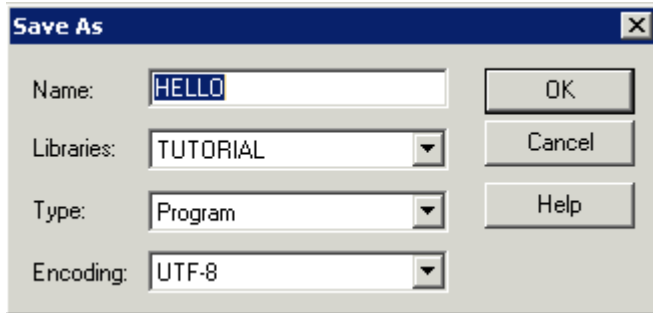 Save As
Name: HELLO OK
Libraries: TUTORIAL Cancel
Type: Program Help
Encoding: UTF-8